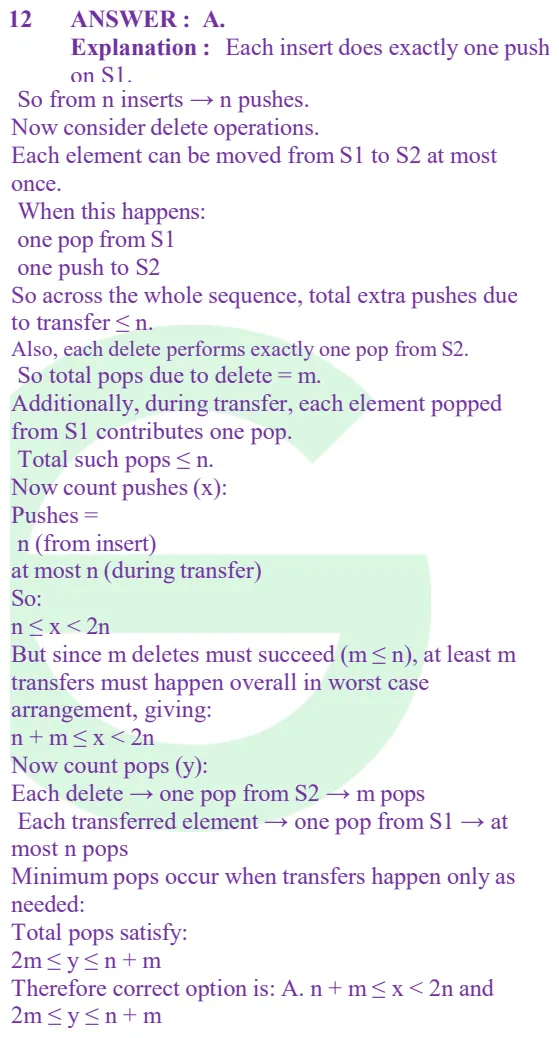 12 ANSWER : A.
Explanation : Each insert does exactly one push
on S1.
So from n inserts → n pushes.
Now consider delete operations.
Each element can be moved from S1 to S2 at most
once.
When this happens:
one pop from S1
one push to S2
So across the whole sequence, total extra pushes due
to transfer ≤ n.
Also, each delete performs exactly one pop from S2.
So total pops due to delete = m.
Additionally, during transfer, each element popped
from S1 contributes one pop.
Total such pops ≤ n.
Now count pushes (x):
Pushes =
n (from insert)
at most n (during transfer)
So:
n ≤ x < 2n
But since m deletes must succeed (m ≤ n), at least m
transfers must happen overall in worst case
arrangement, giving:
n + m ≤ x < 2n
Now count pops (y):
Each delete → one pop from S2 → m pops
Each transferred element → one pop from S1 → at
most n pops
Minimum pops occur when transfers happen only as
needed:
Total pops satisfy:
2m ≤ y ≤ n + m
Therefore correct option is: A. n + m ≤ x < 2n and
2m ≤ y ≤ n + m